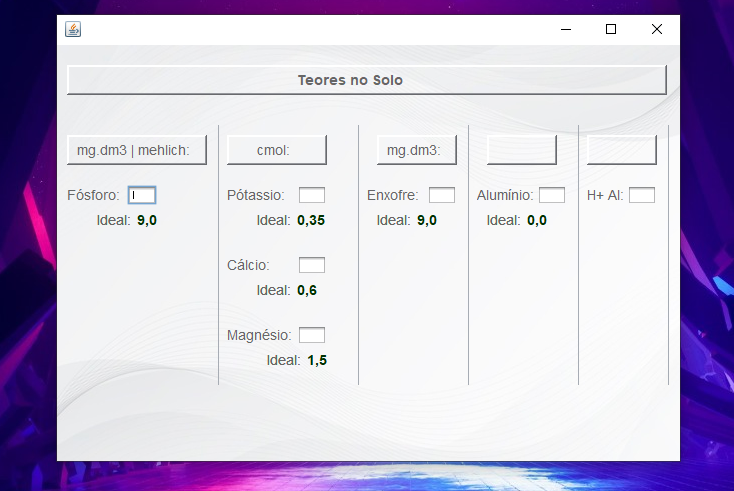 Teores no Solo
mg.dm3 | mehlich: cmol: mg.dm3:
Fósforo: Pótassio: Enxofre: Alumínio: H+ Al:
Ideal: 9,0 Ideal: 0,35 Ideal: 9,0 Ideal: 0,0
Cálcio:
Ideal: 0,6
Magnésio:
Ideal: 1,5